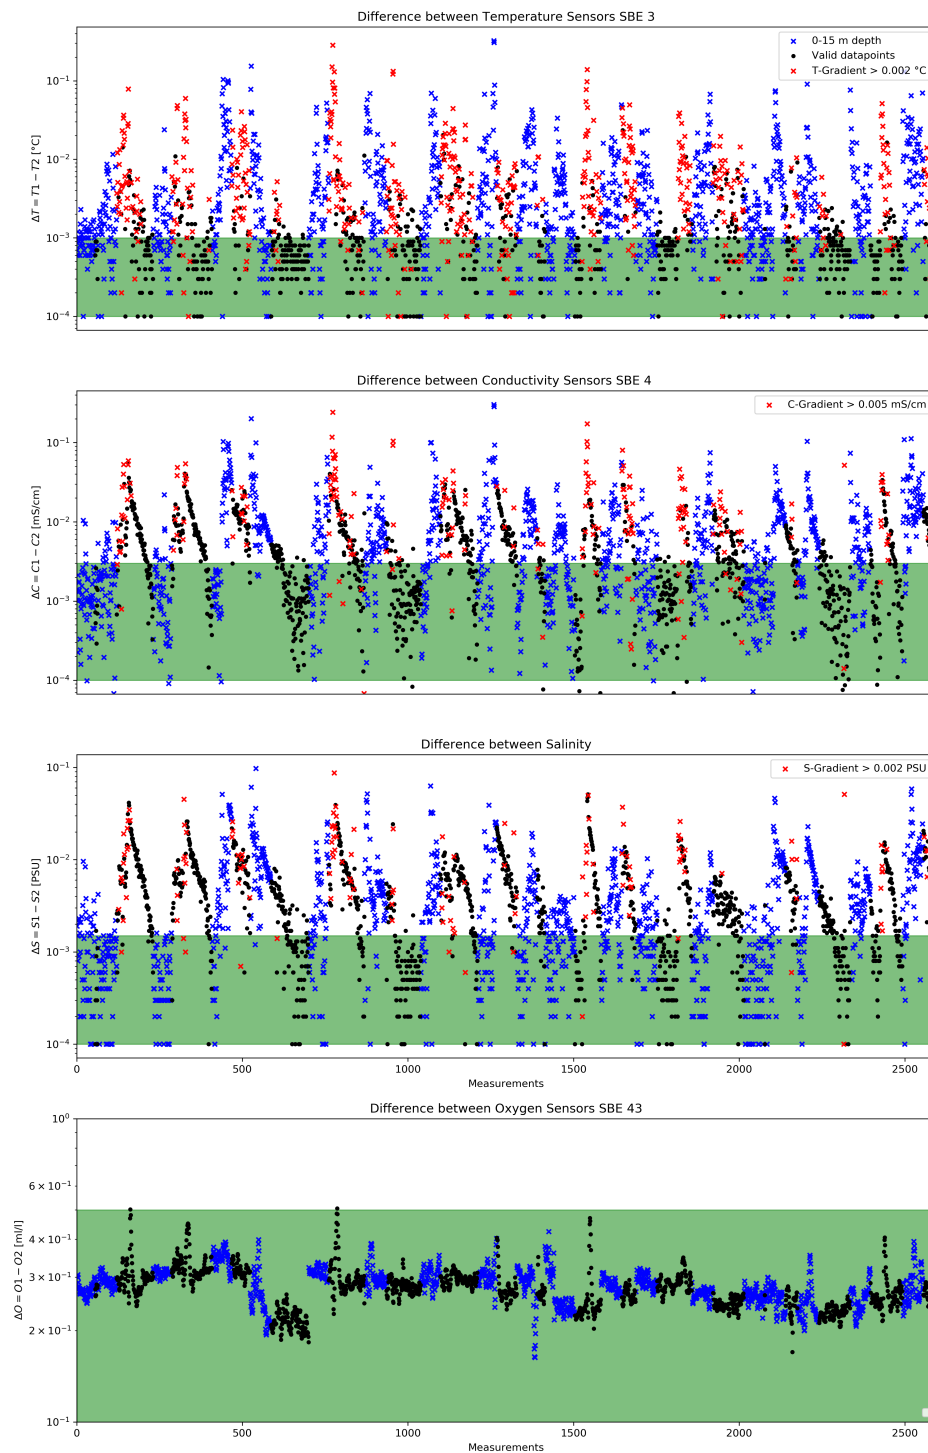 Difference between Temperature Sensors SBE 3
10⁻¹
10⁻²
10⁻³
10⁻⁴
ΔT = T1 − T2 [°C]
0-15 m depth
Valid datapoints
T-Gradient > 0.002 °C
Difference between Conductivity Sensors SBE 4
10⁻¹
10⁻²
10⁻³
10⁻⁴
ΔC = C1 − C2 [mS/cm]
C-Gradient > 0.005 mS/cm
Difference between Salinity
10⁻¹
10⁻²
10⁻³
10⁻⁴
ΔS = S1 − S2 [PSU]
S-Gradient > 0.002 PSU
0 500 1000 1500 2000 2500
Measurements
Difference between Oxygen Sensors SBE 43
10⁰
6 × 10⁻¹
4 × 10⁻¹
3 × 10⁻¹
2 × 10⁻¹
10⁻¹
ΔO = O1 − O2 [ml/l]
0 500 1000 1500 2000 2500
Measurements